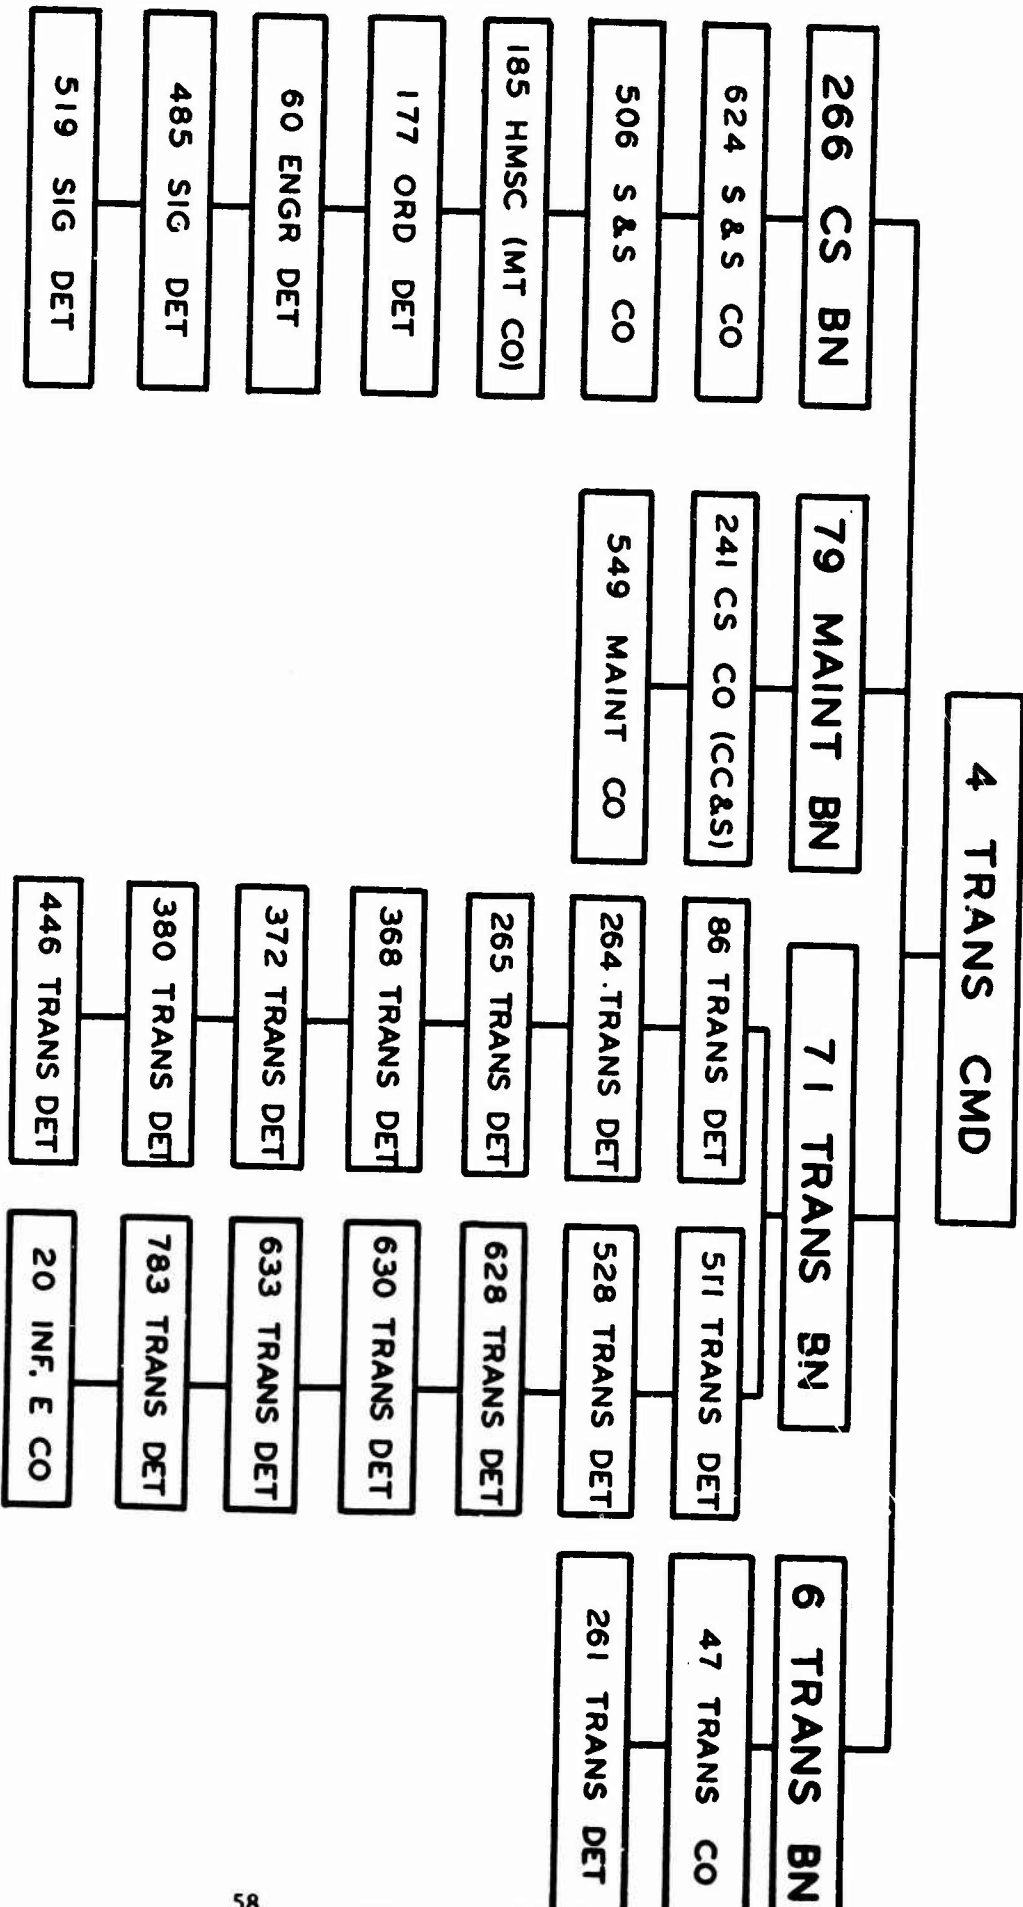 4 TRANS CMD
266 CS BN
624 S & S CO
506 S & S CO
185 HMSC (MT CO)
177 ORD DET
60 ENGR DET
485 SIG DET
519 SIG DET
79 MAINT BN
241 CS CO (CC&S)
549 MAINT CO
71 TRANS BN
86 TRANS DET
264 .TRANS DET
265 TRANS DET
368 TRANS DET
372 TRANS DET
380 TRANS DET
446 TRANS DET
511 TRANS DET
528 TRANS DET
628 TRANS DET
630 TRANS DET
633 TRANS DET
783 TRANS DET
20 INF. E CO
6 TRANS BN
47 TRANS CO
261 TRANS DET
58